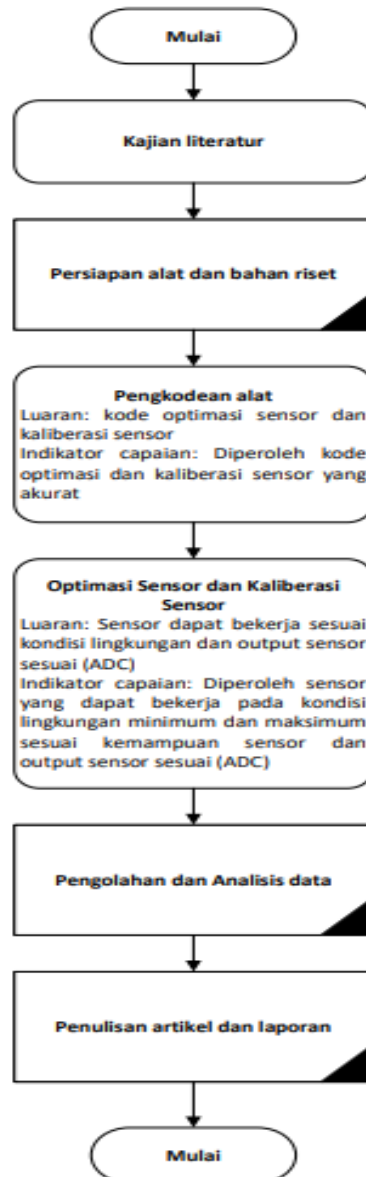 Mulai
Kajian literatur
Persiapan alat dan bahan riset
Pengkodean alat
Luaran: kode optimasi sensor dan
kaliberasi sensor
Indikator capaian: Diperoleh kode
optimasi dan kaliberasi sensor yang
akurat
Optimasi Sensor dan Kaliberasi
Sensor
Luaran: Sensor dapat bekerja sesuai
kondisi lingkungan dan output sensor
sesuai (ADC)
Indikator capaian: Diperoleh sensor
yang dapat bekerja pada kondisi
lingkungan minimum dan maksimum
sesuai kemampuan sensor dan
output sensor sesuai (ADC)
Pengolahan dan Analisis data
Penulisan artikel dan laporan
Mulai